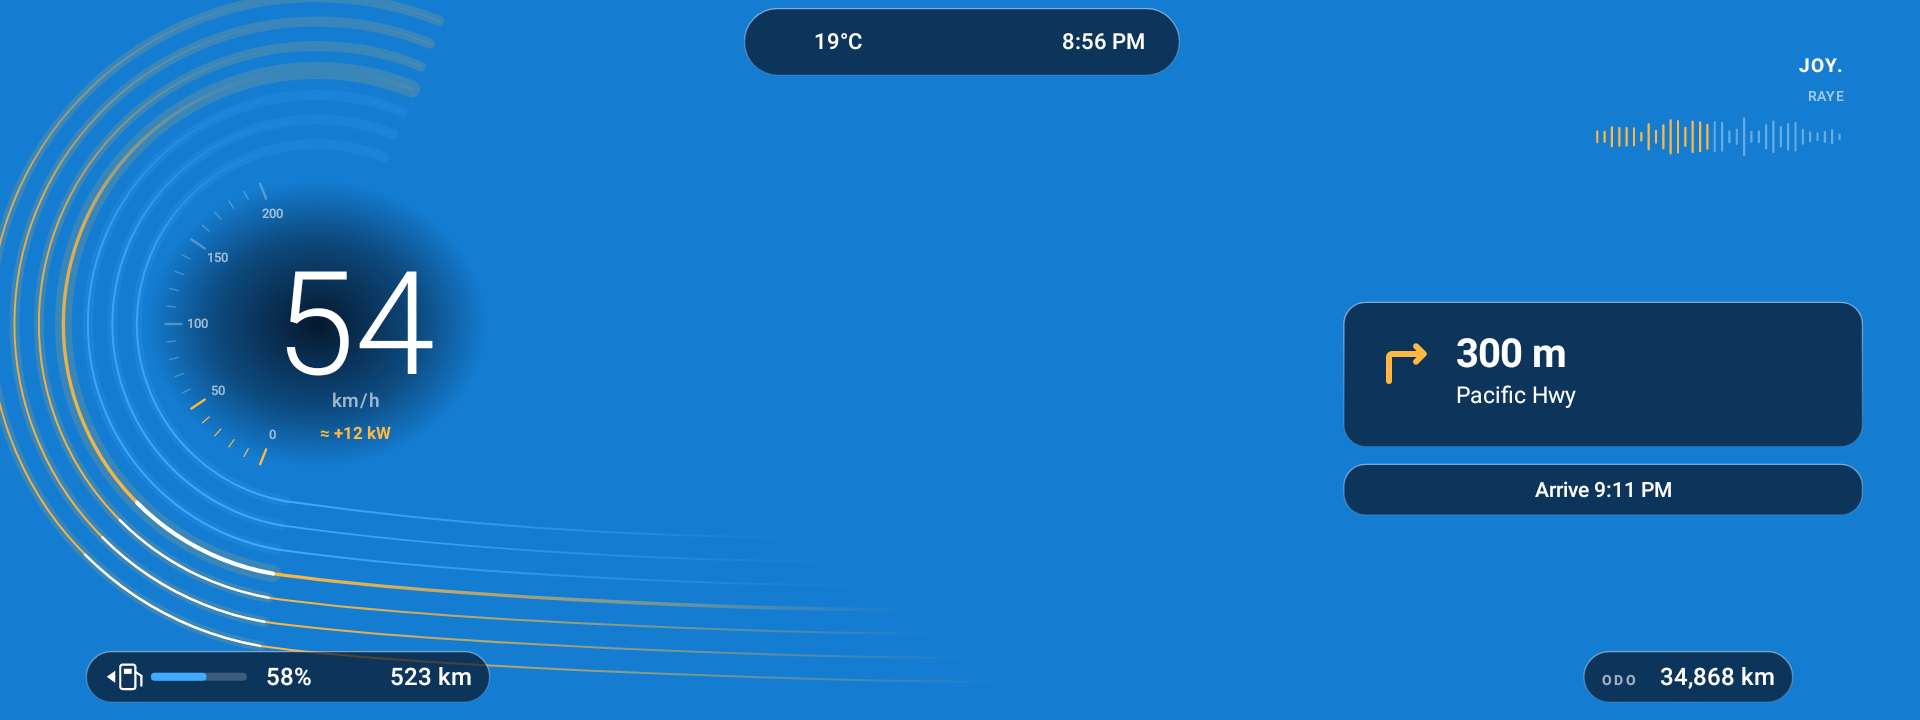 19°C 8:56 PM
JOY.
RAYE
200
150
100
50
0
54
km/h
≈ +12 kW
300 m
Pacific Hwy
Arrive 9:11 PM
58% 523 km
ODO 34,868 km